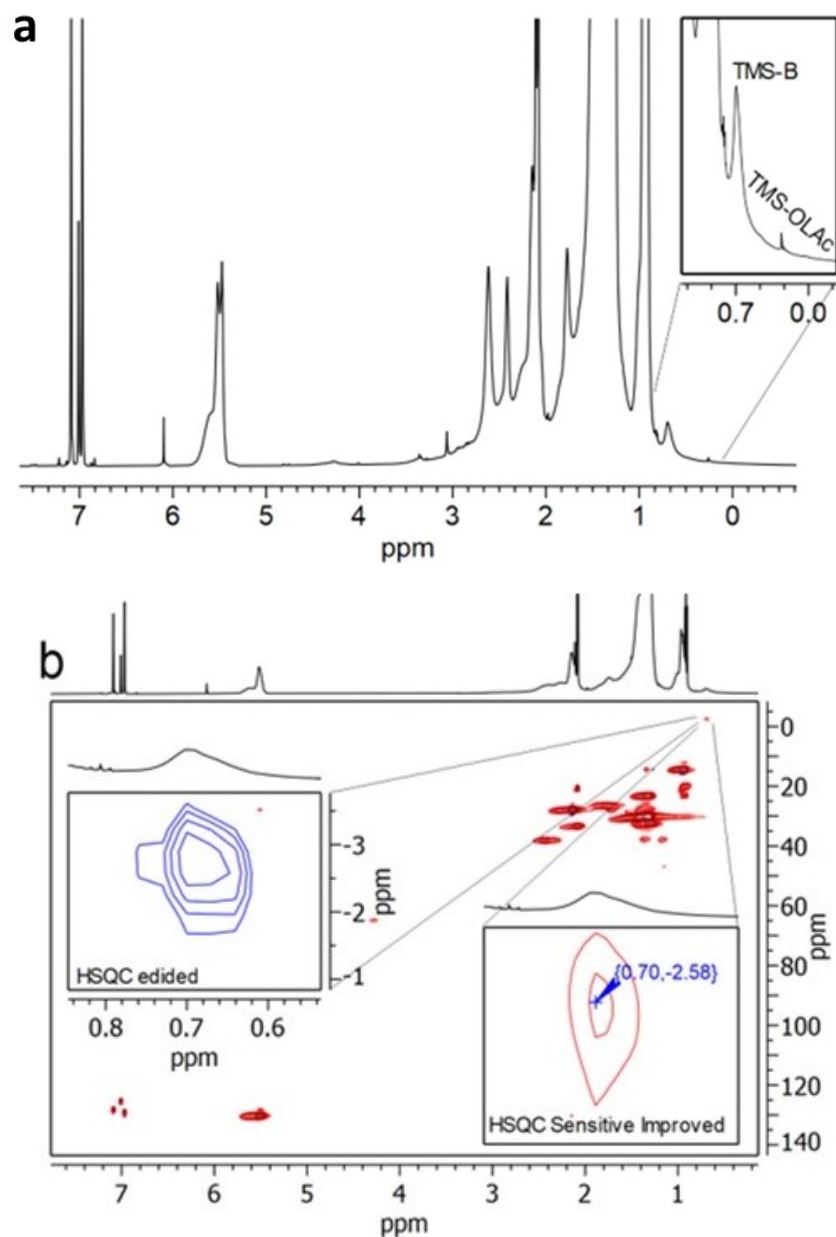 a
TMS-B
TMS-OLAc
0.7 0.0
7 6 5 4 3 2 1 0
ppm
b
0
20
40
60
80
100
120
140
ppm
-3
-2
-1
ppm
HSQC edided
0.8 0.7 0.6
ppm
{0.70,-2.58}
HSQC Sensitive Improved
7 6 5 4 3 2 1
ppm